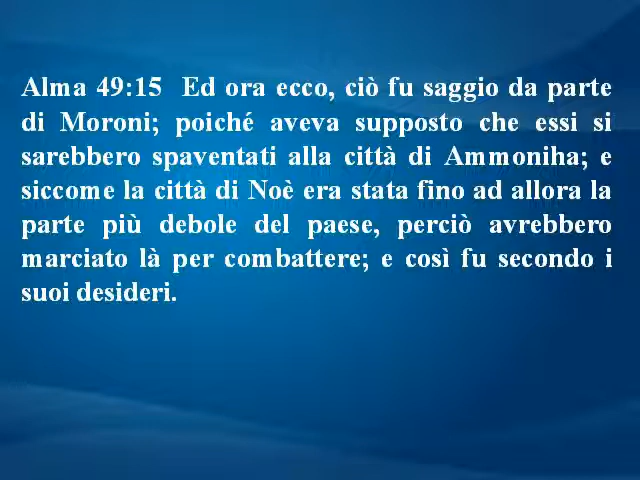 Alma 49:15 Ed ora ecco, ciò fu saggio da parte
di Moroni; poiché aveva supposto che essi si
sarebbero spaventati alla città di Ammoniha; e
siccome la città di Noè era stata fino ad allora la
parte più debole del paese, perciò avrebbero
marciato là per combattere; e così fu secondo i
suoi desideri.